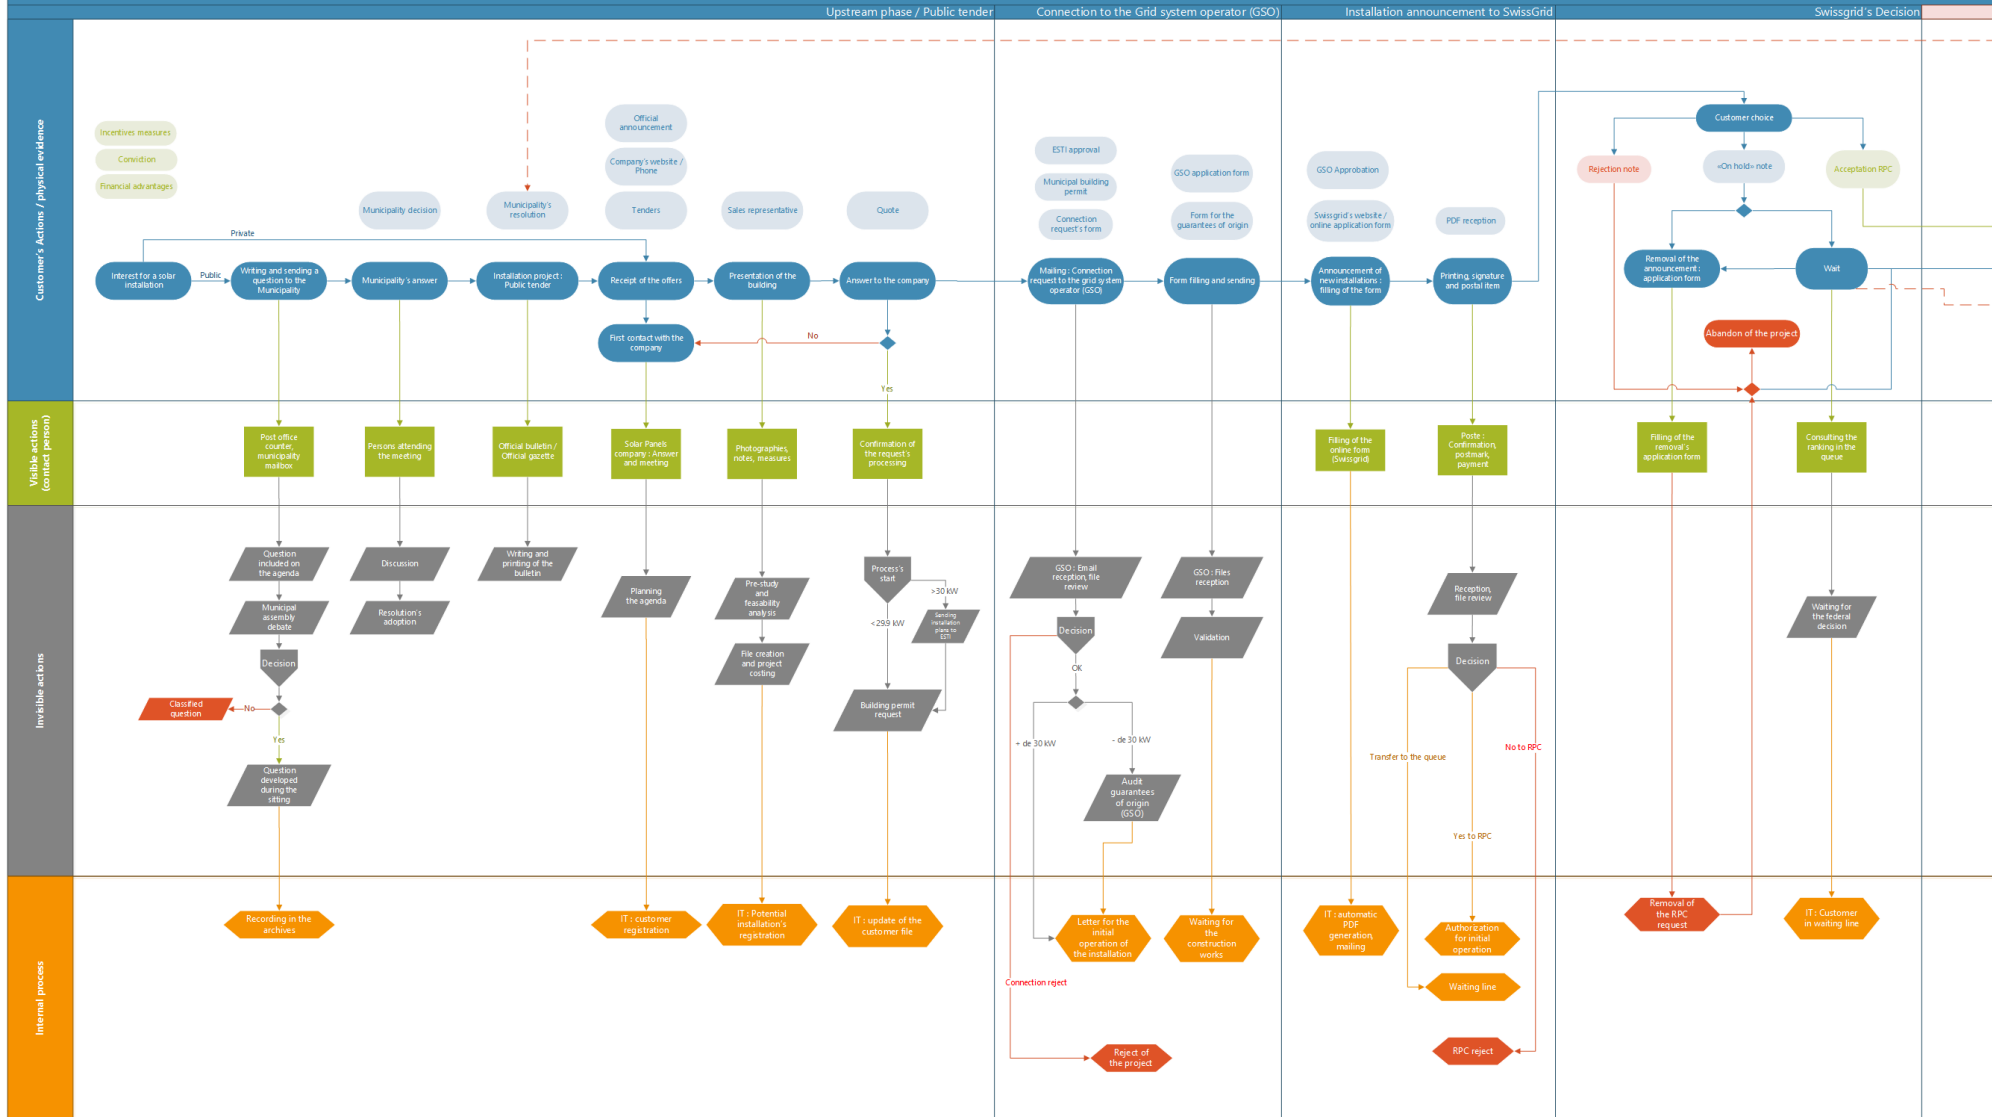 Upstream phase / Public tender
Connection to the Grid system operator (GSO)
Installation announcement to SwissGrid
Swissgrid's Decision
Customer's Actions / physical evidence
Incentives measures
Conviction
Financial advantages
Municipality decision
Municipality's
resolution
Official
announcement
Company's website /
Phone
Tenders
Sales representative
Quote
ESTI approval
Municipal building
permit
Connection
request's form
GSO application form
Form for the
guarantees of origin
GSO Approbation
Swissgrid's website /
online application form
PDF reception
Customer choice
Rejection note
«On hold» note
Acceptation RPC
Private
Public
Interest for a solar
installation
Writing and sending a
question to the
Municipality
Municipality's answer
Installation project :
Public tender
Receipt of the offers
Presentation of the
building
Answer to the company
Mailing : Connection
request to the grid system
operator (GSO)
Form filling and sending
Announcement of
new installations :
filling of the form
Printing, signature
and postal item
Removal of the
announcement :
application form
Wait
First contact with the
company
No
Yes
Abandon of the project
Visible actions
(contact person)
Post office
counter,
municipality
mailbox
Persons attending
the meeting
Official bulletin /
Official gazette
Solar Panels
company : Answer
and meeting
Photographies,
notes, measures
Confirmation of
the request's
processing
Filling of the
online form
(Swissgrid)
Poste :
Confirmation,
postmark,
payment
Filling of the
removal's
application form
Consulting the
ranking in the
queue
Invisible actions
Question
included on
the agenda
Municipal
assembly
debate
Decision
No
Classified
question
Yes
Question
developed
during the
sitting
Discussion
Resolution's
adoption
Writing and
printing of the
bulletin
Planning
the agenda
Pre-study
and
feasability
analysis
File creation
and project
costing
Process's
start
>30 kW
<29.9 kW
Sending
installation
plans to
ESTI
Building permit
request
GSO : Email
reception, file
review
Decision
OK
+ de 30 kW
- de 30 kW
Audit
guarantees
of origin
(GSO)
GSO : Files
reception
Validation
Reception,
file review
Decision
Transfer to the queue
No to RPC
Yes to RPC
Waiting for
the federal
decision
Internal process
Recording in the
archives
IT : customer
registration
IT : Potential
installation's
registration
IT : update of the
customer file
Letter for the
initial
operation of
the installation
Waiting for
the
construction
works
IT : automatic
PDF
generation,
mailing
Authorization
for initial
operation
Waiting line
RPC reject
Connection reject
Reject of
the project
Removal of
the RPC
request
IT : Customer
in waiting line